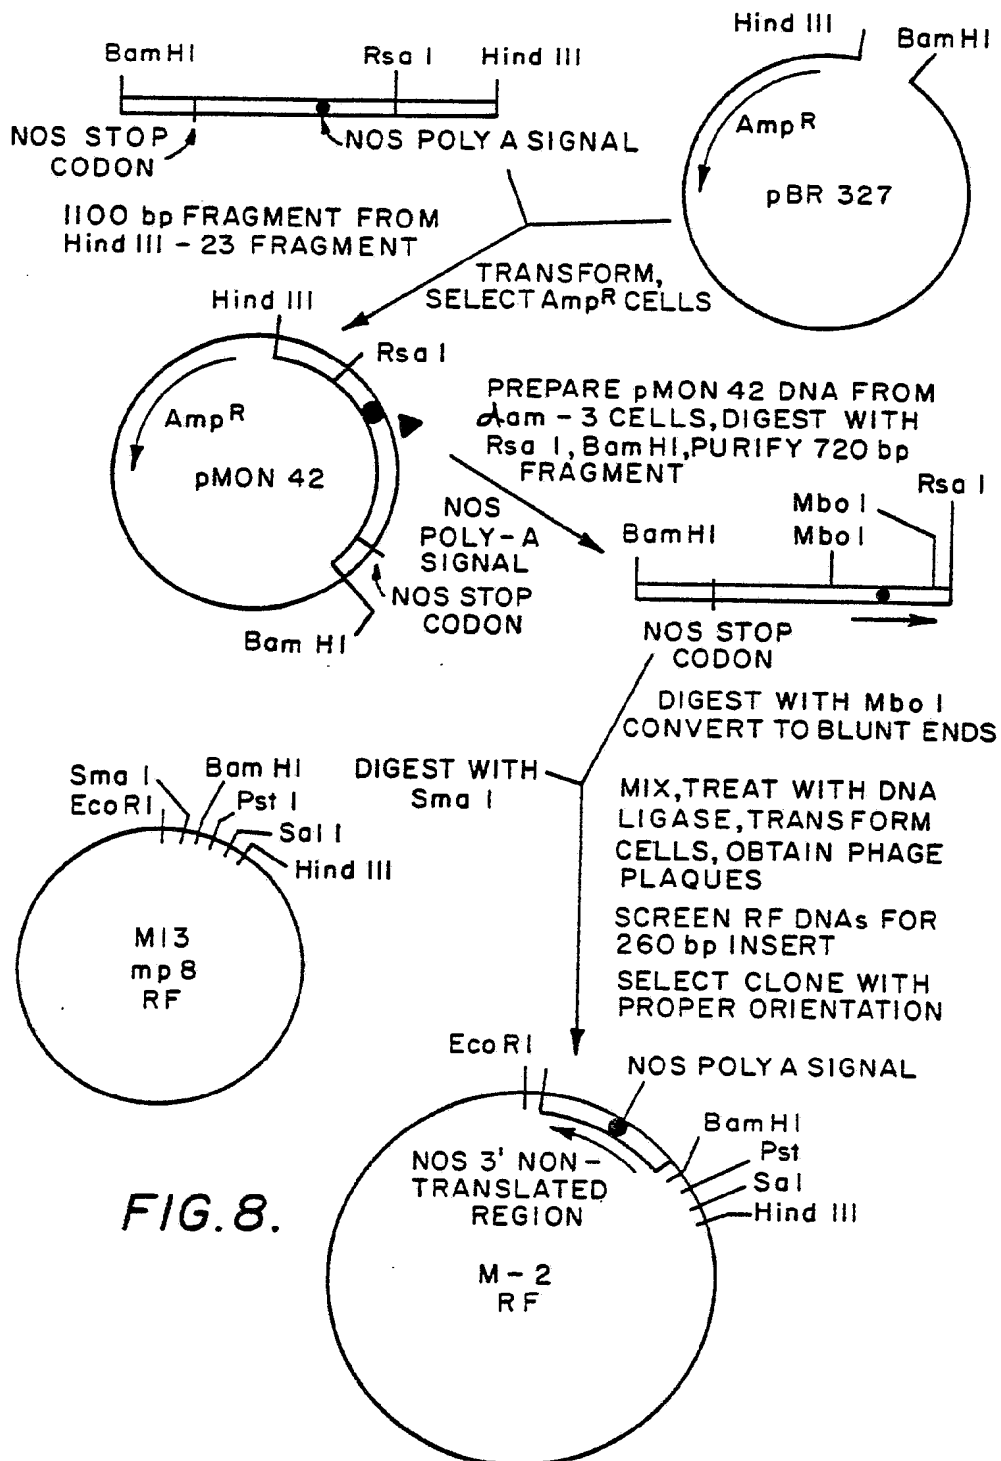 BamHI
Rsa I
Hind III
NOS STOP
CODON
NOS POLY A SIGNAL
1100 bp FRAGMENT FROM
Hind III - 23 FRAGMENT
Hind III
BamHI
AmpR
pBR 327
TRANSFORM,
SELECT AmpR CELLS
Hind III
Rsa I
AmpR
pMON 42
NOS
POLY-A
SIGNAL
NOS STOP
CODON
Bam HI
PREPARE pMON 42 DNA FROM
dam - 3 CELLS, DIGEST WITH
Rsa I, BamHI, PURIFY 720 bp
FRAGMENT
Rsa I
Mbo I
BamHI
Mbo I
NOS STOP
CODON
DIGEST WITH Mbo I
CONVERT TO BLUNT ENDS
DIGEST WITH
Sma I
Sma I
Bam HI
EcoRI
Pst I
Sal I
Hind III
M13
mp 8
RF
MIX, TREAT WITH DNA
LIGASE, TRANSFORM
CELLS, OBTAIN PHAGE
PLAQUES
SCREEN RF DNAs FOR
260 bp INSERT
SELECT CLONE WITH
PROPER ORIENTATION
Eco RI
NOS POLY A SIGNAL
BamHI
Pst
Sal
Hind III
NOS 3' NON-
TRANSLATED
REGION
M - 2
RF
FIG. 8.